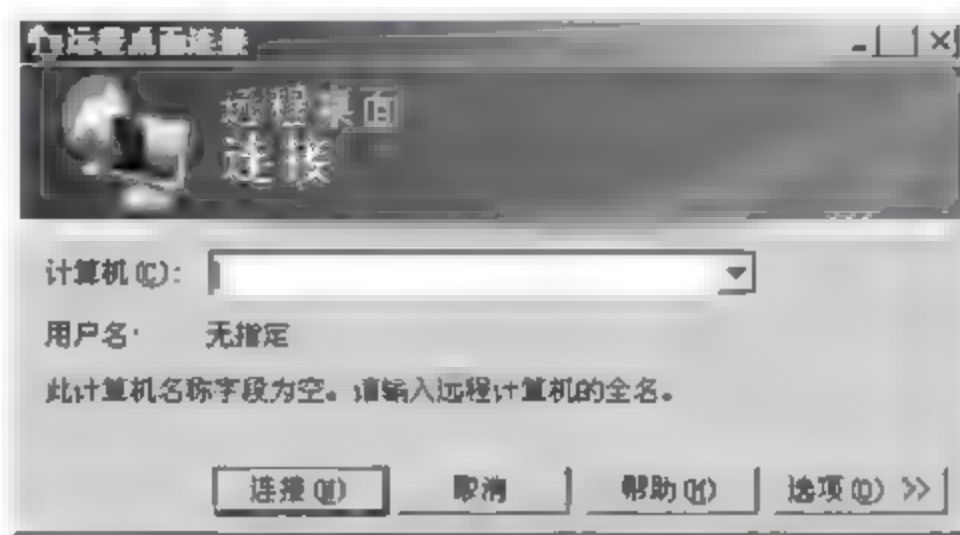 远程桌面连接
远程桌面
连接
计算机(C):
用户名: 无指定
此计算机名称字段为空。请输入远程计算机的全名。
连接(N) 取消 帮助(H) 选项(O) >>